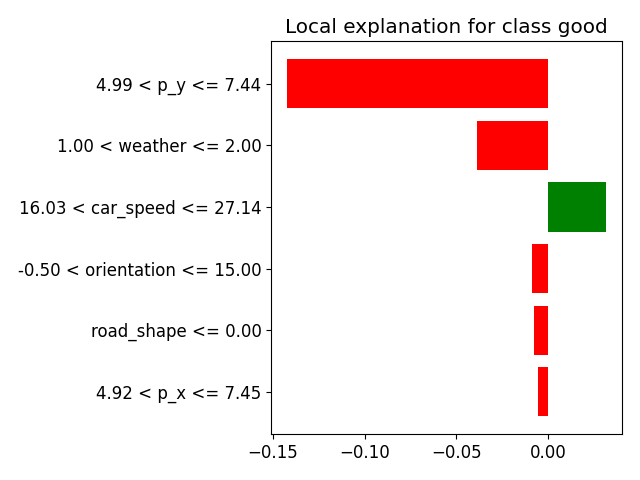 Local explanation for class good
4.99 < p_y <= 7.44
1.00 < weather <= 2.00
16.03 < car_speed <= 27.14
-0.50 < orientation <= 15.00
road_shape <= 0.00
4.92 < p_x <= 7.45
−0.15 −0.10 −0.05 0.00